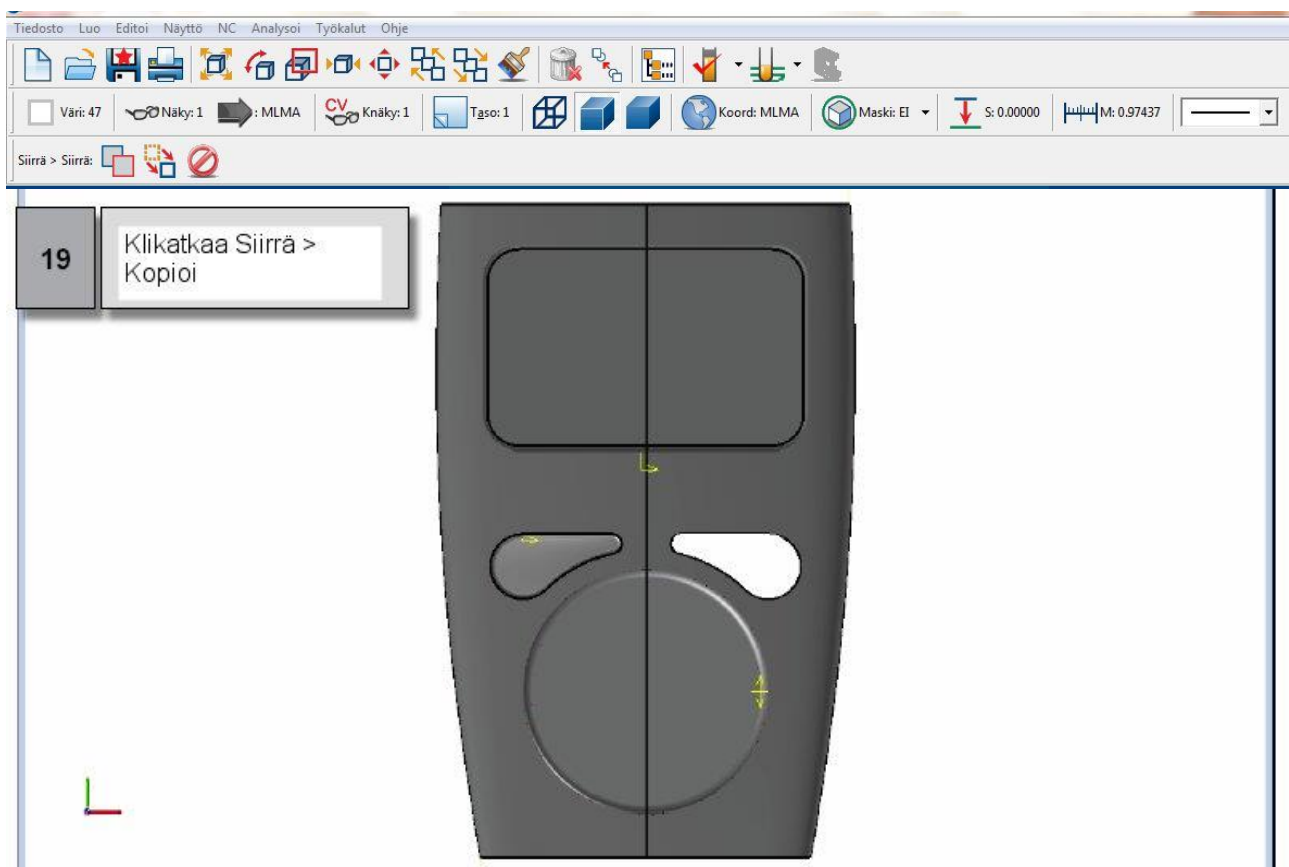 Tiedosto Luo Editoi Näyttö NC Analysoi Työkalut Ohje
Väri: 47 Näky: 1 : MLMA CV Knäky: 1 Taso: 1 Koord: MLMA Maski: EI S: 0.00000 M: 0.97437
Siirrä > Siirrä:
19
Klikatkaa Siirrä >
Kopioi